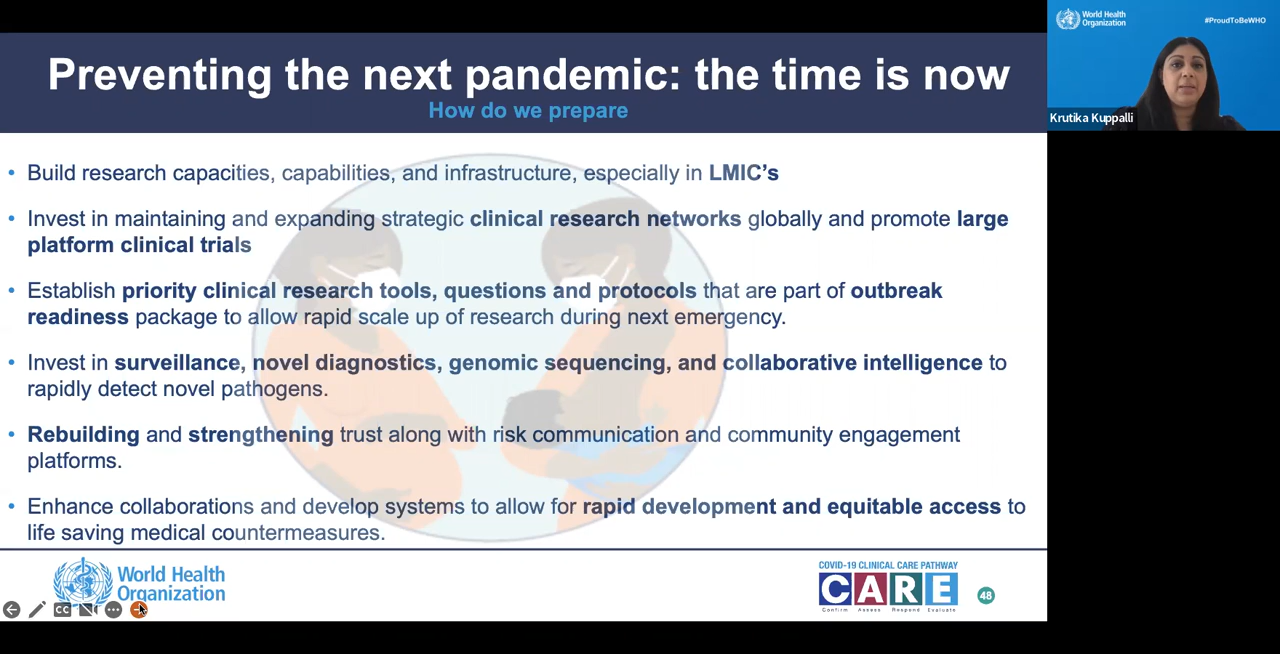 Preventing the next pandemic: the time is now
How do we prepare
• Build research capacities, capabilities, and infrastructure, especially in LMIC's
• Invest in maintaining and expanding strategic clinical research networks globally and promote large
platform clinical trials
• Establish priority clinical research tools, questions and protocols that are part of outbreak
readiness package to allow rapid scale up of research during next emergency.
• Invest in surveillance, novel diagnostics, genomic sequencing, and collaborative intelligence to
rapidly detect novel pathogens.
• Rebuilding and strengthening trust along with risk communication and community engagement
platforms.
• Enhance collaborations and develop systems to allow for rapid development and equitable access to
life saving medical countermeasures.
World Health
Organization
CC
COVID-19 CLINICAL CARE PATHWAY
CARE
Confirm Assess Respond Evaluate
48
World Health
Organization
#ProudToBeWHO
Krutika Kuppalli